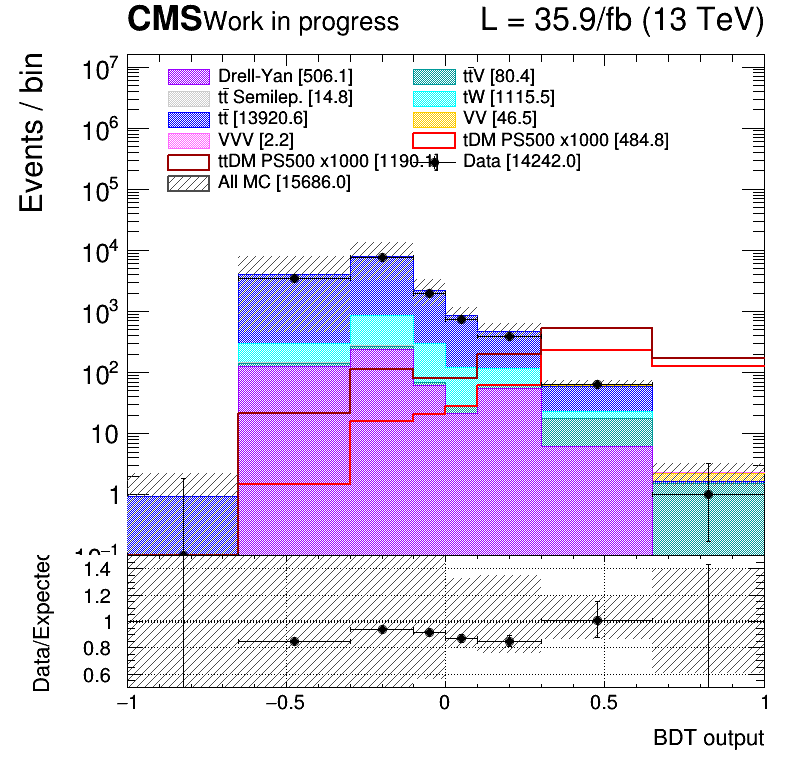 CMS Work in progress L = 35.9/fb (13 TeV)
Events / bin
10⁷
10⁶
10⁵
10⁴
10³
10²
10
1
10⁻¹
Drell-Yan [506.1] tt̄V [80.4]
tt̄ Semilep. [14.8] tW [1115.5]
tt̄ [13920.6] VV [46.5]
VVV [2.2] tDM PS500 x1000 [484.8]
ttDM PS500 x1000 [1190.1] Data [14242.0]
All MC [15686.0]
Data/Expected
1.4
1.2
1
0.8
0.6
−1 −0.5 0 0.5 1
BDT output